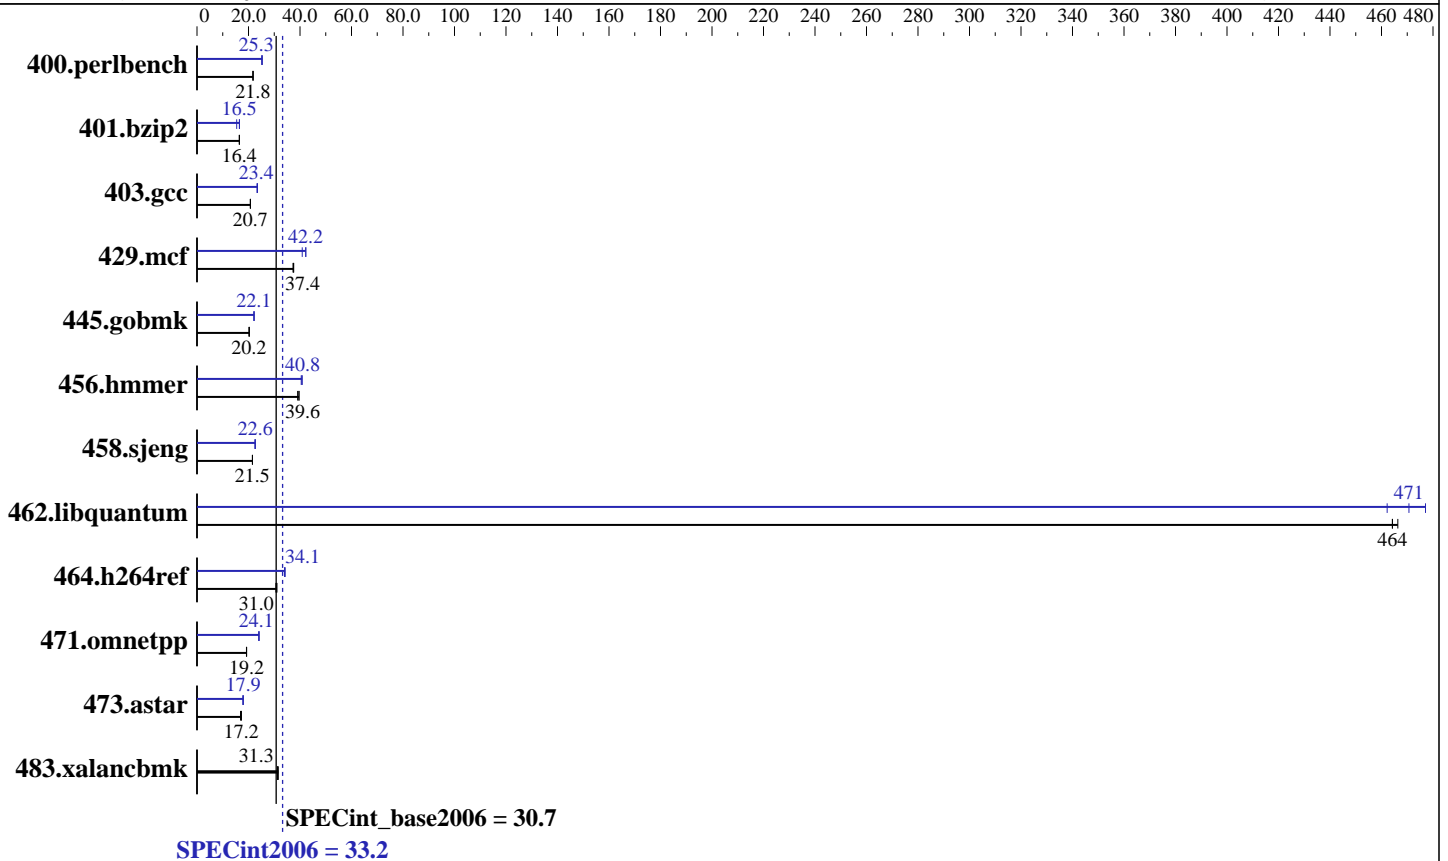 0 20.0 40.0 60.0 80.0 100 120 140 160 180 200 220 240 260 280 300 320 340 360 380 400 420 440 460 480
25.3
400.perlbench
21.8
16.5
401.bzip2
16.4
23.4
403.gcc
20.7
42.2
429.mcf
37.4
22.1
445.gobmk
20.2
40.8
456.hmmer
39.6
22.6
458.sjeng
21.5
471
462.libquantum
464
34.1
464.h264ref
31.0
24.1
471.omnetpp
19.2
17.9
473.astar
17.2
31.3
483.xalancbmk
SPECint_base2006 = 30.7
SPECint2006 = 33.2